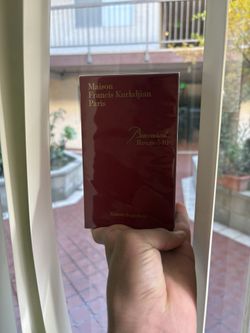 Maison
Francis Kurkdjian
Paris
Baccarat
Rouge 540